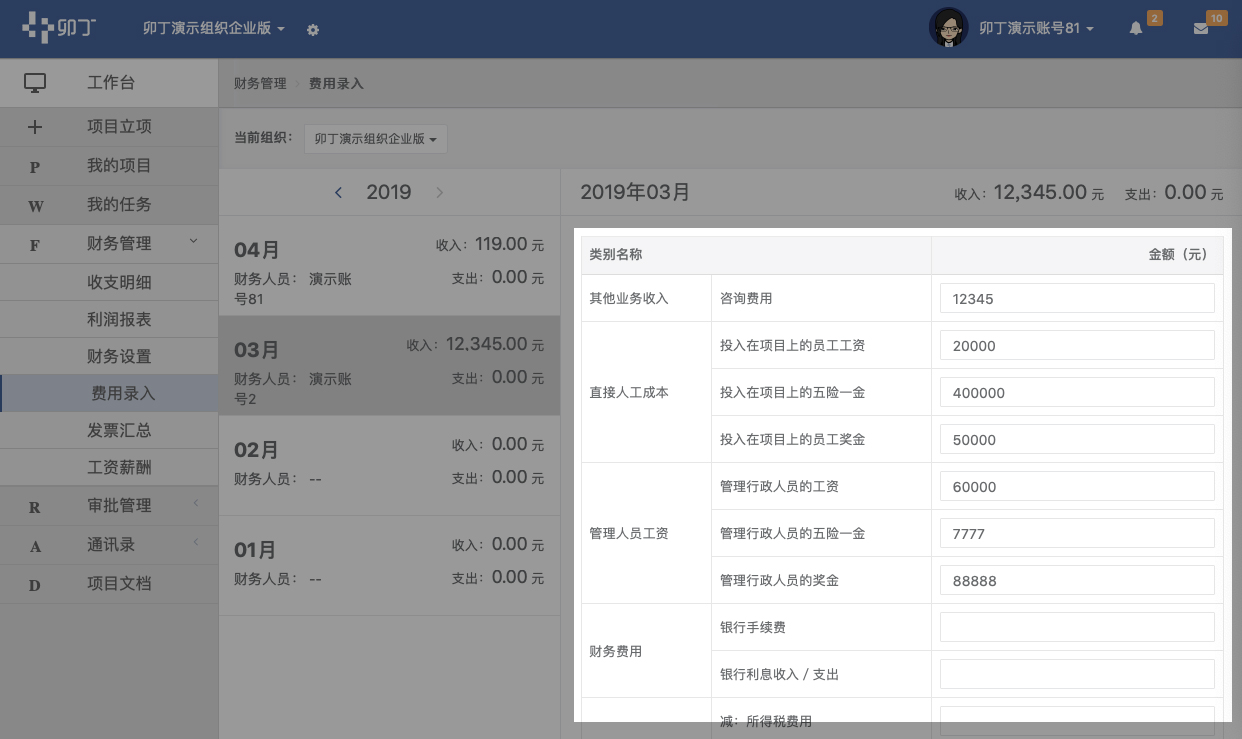 卯丁
卯丁演示组织企业版
卯丁演示账号81
2
10
工作台
项目立项
P 我的项目
W 我的任务
F 财务管理
收支明细
利润报表
财务设置
费用录入
发票汇总
工资薪酬
R 审批管理
A 通讯录
D 项目文档
财务管理 费用录入
当前组织： 卯丁演示组织企业版
2019
04月 收入：119.00 元
财务人员： 演示账号81 支出：0.00 元
03月 收入：12,345.00 元
财务人员： 演示账号2 支出：0.00 元
02月 收入：0.00 元
财务人员： -- 支出：0.00 元
01月 收入：0.00 元
财务人员： -- 支出：0.00 元
2019年03月 收入：12,345.00 元 支出：0.00 元
类别名称 金额（元）
其他业务收入 咨询费用 12345
直接人工成本
投入在项目上的员工工资 20000
投入在项目上的五险一金 400000
投入在项目上的员工奖金 50000
管理人员工资
管理行政人员的工资 60000
管理行政人员的五险一金 7777
管理行政人员的奖金 88888
财务费用
银行手续费
银行利息收入 / 支出
减：所得税费用